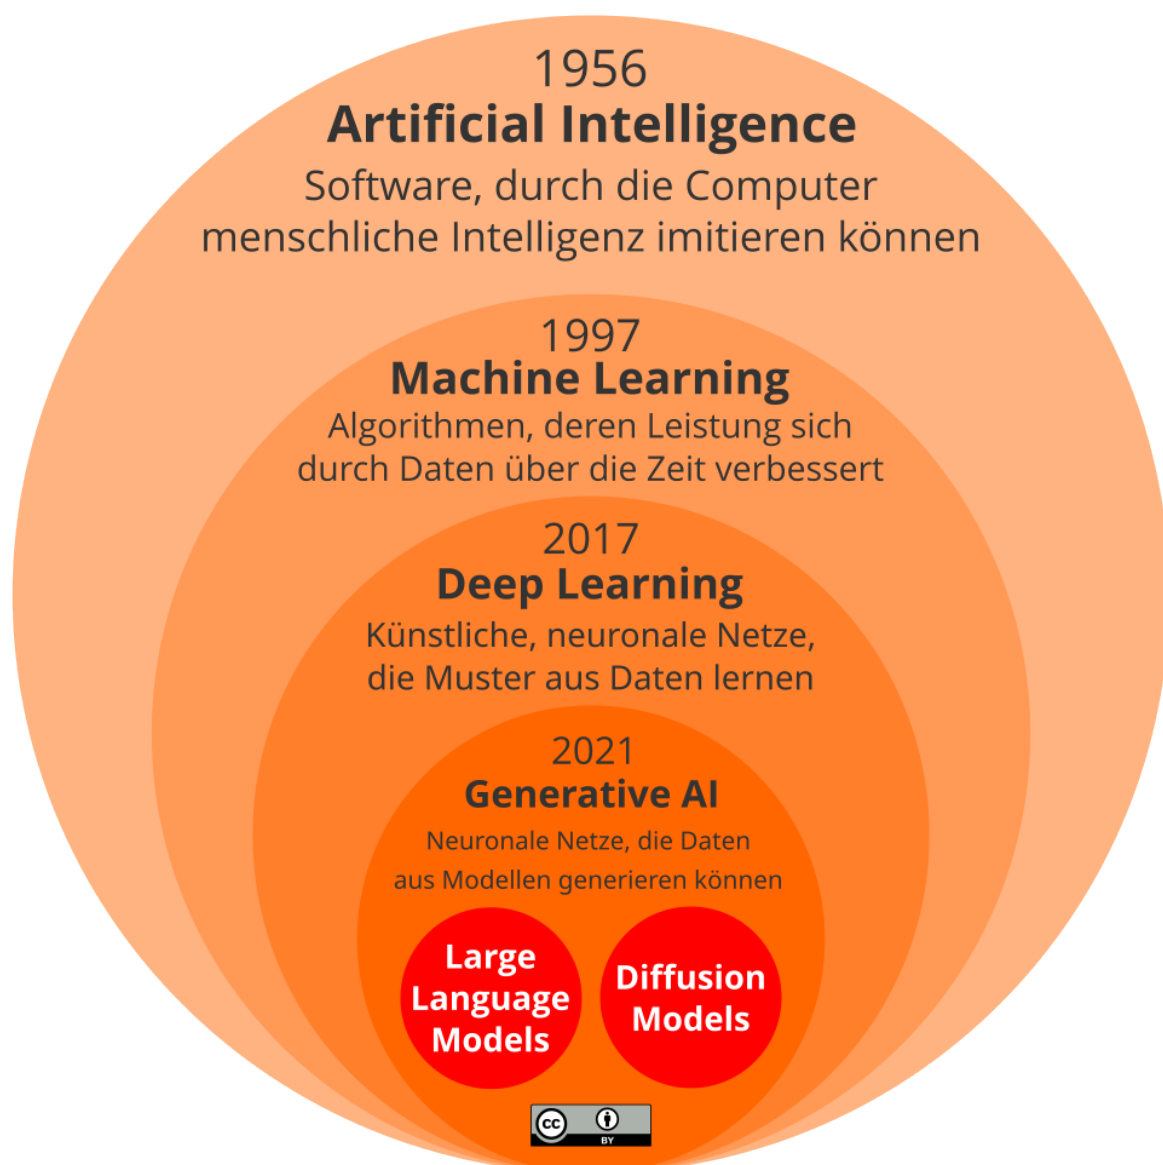 1956
Artificial Intelligence
Software, durch die Computer
menschliche Intelligenz imitieren können
1997
Machine Learning
Algorithmen, deren Leistung sich
durch Daten über die Zeit verbessert
2017
Deep Learning
Künstliche, neuronale Netze,
die Muster aus Daten lernen
2021
Generative AI
Neuronale Netze, die Daten
aus Modellen generieren können
Large
Language
Models
Diffusion
Models
cc
BY